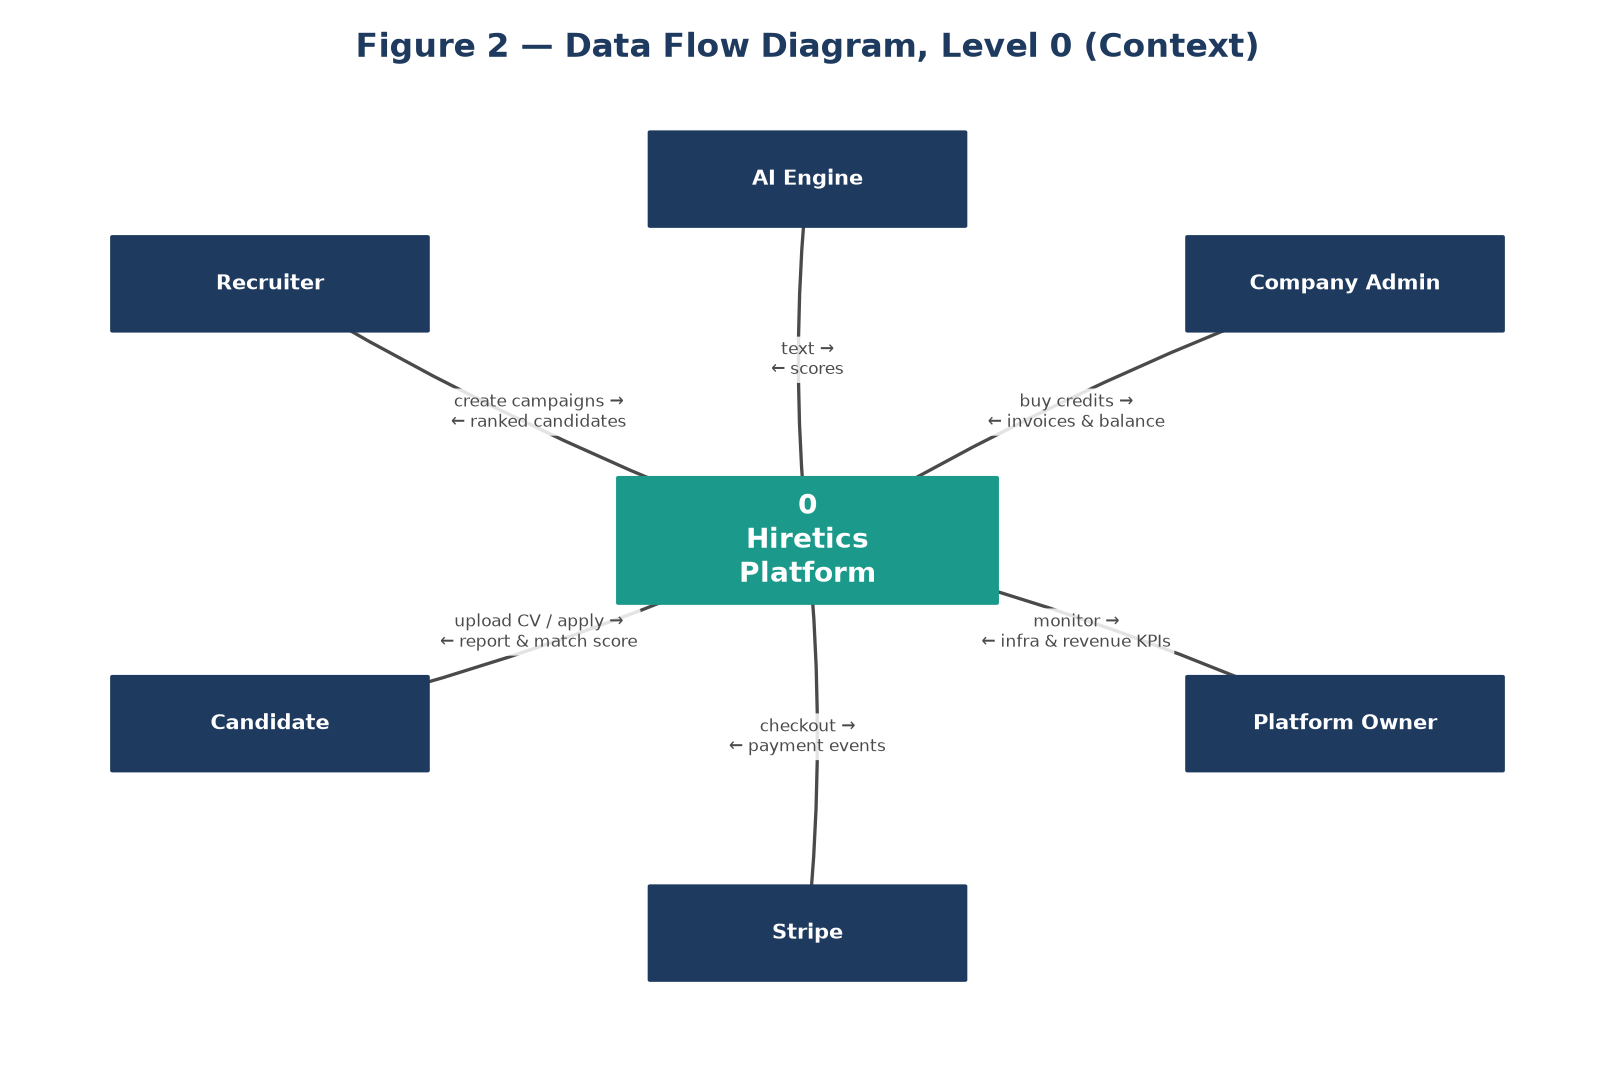 Figure 2 — Data Flow Diagram, Level 0 (Context)
AI Engine
Recruiter
Company Admin
text →
← scores
create campaigns →
← ranked candidates
buy credits →
← invoices & balance
0
Hiretics
Platform
upload CV / apply →
← report & match score
monitor →
← infra & revenue KPIs
Candidate
Platform Owner
checkout →
← payment events
Stripe